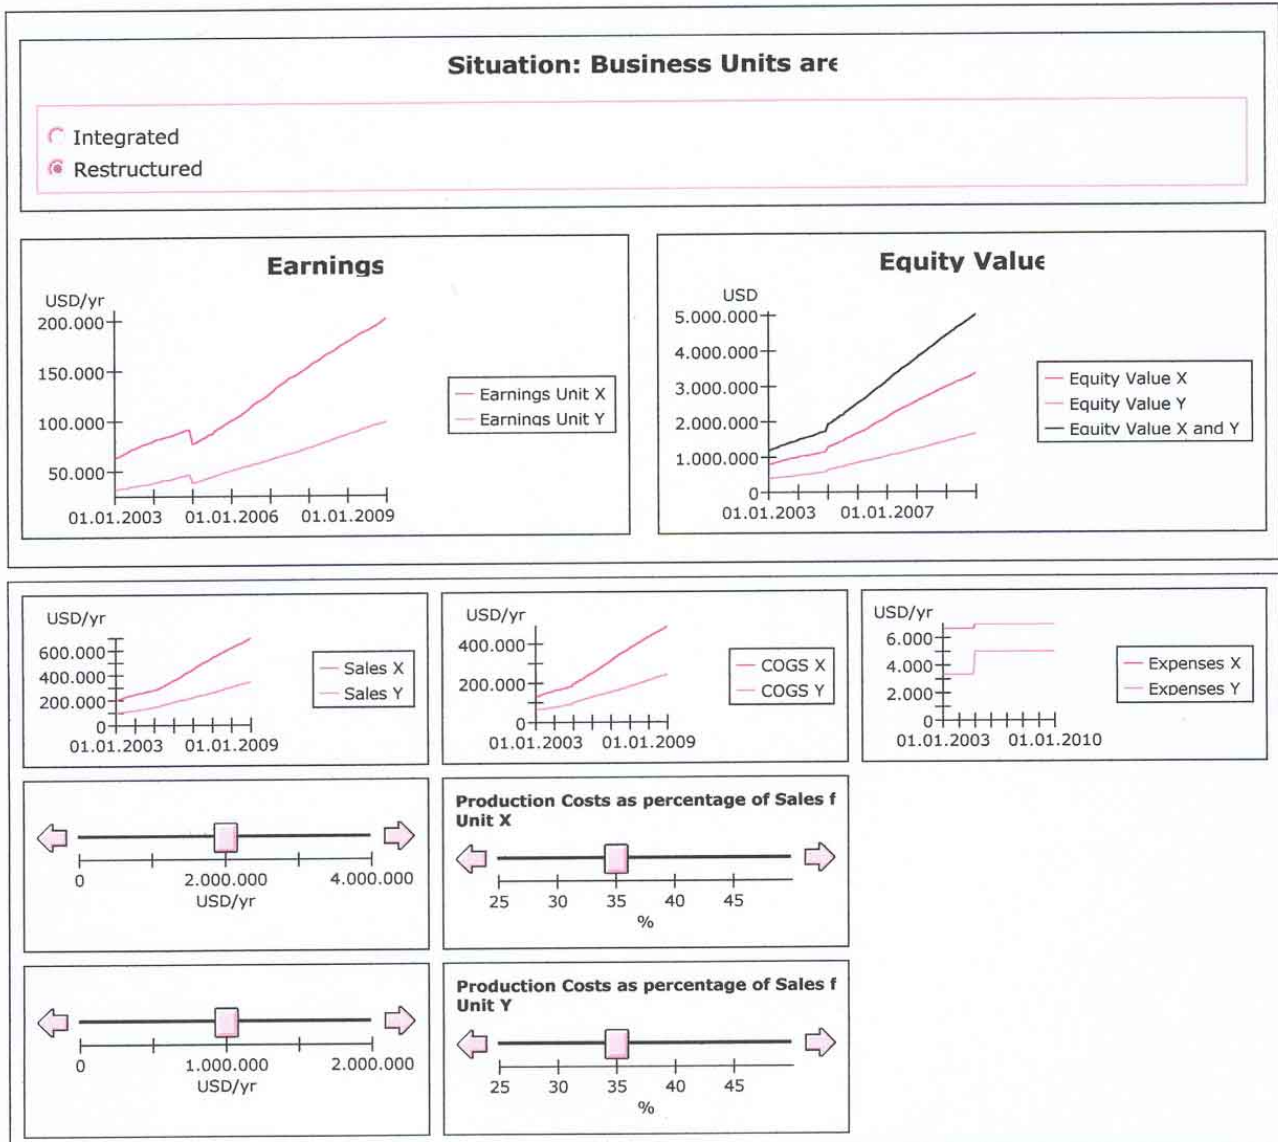 Situation: Business Units are
Integrated
Restructured
Earnings
USD/yr
200.000
150.000
100.000
50.000
01.01.2003 01.01.2006 01.01.2009
Earnings Unit X
Earnings Unit Y
Equity Value
USD
5.000.000
4.000.000
3.000.000
2.000.000
1.000.000
0
01.01.2003 01.01.2007
Equity Value X
Equity Value Y
Equity Value X and Y
USD/yr
600.000
400.000
200.000
0
01.01.2003 01.01.2009
Sales X
Sales Y
USD/yr
400.000
200.000
0
01.01.2003 01.01.2009
COGS X
COGS Y
USD/yr
6.000
4.000
2.000
0
01.01.2003 01.01.2010
Expenses X
Expenses Y
0 2.000.000 4.000.000
USD/yr
Production Costs as percentage of Sales f
Unit X
25 30 35 40 45
%
0 1.000.000 2.000.000
USD/yr
Production Costs as percentage of Sales f
Unit Y
25 30 35 40 45
%